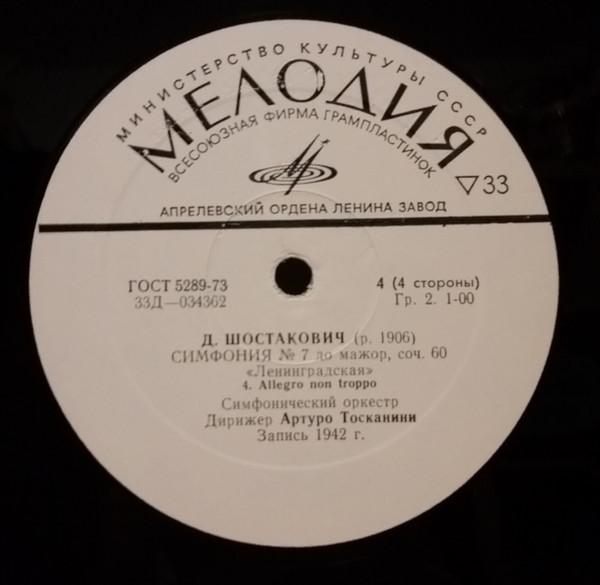 МИНИСТЕРСТВО КУЛЬТУРЫ СССР
МЕЛОДИЯ
ВСЕСОЮЗНАЯ ФИРМА ГРАМПЛАСТИНОК
33
АПРЕЛЕВСКИЙ ОРДЕНА ЛЕНИНА ЗАВОД
ГОСТ 5289-73
33Д—034362
4 (4 стороны)
Гр. 2. 1-00
Д. ШОСТАКОВИЧ (р. 1906)
СИМФОНИЯ № 7 до мажор, соч. 60
«Ленинградская»
4. Allegro non troppo
Симфонический оркестр
Дирижер Артуро Тосканини
Запись 1942 г.